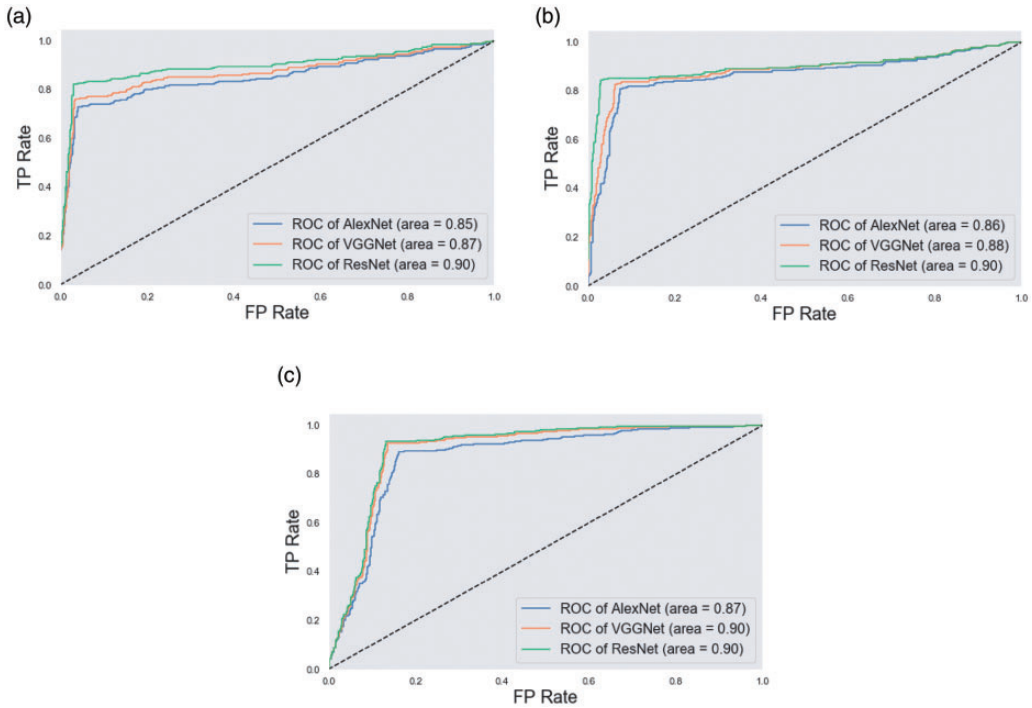 (a)
1.0
0.8
0.6
0.4
0.2
0.0
TP Rate
ROC of AlexNet (area = 0.85)
ROC of VGGNet (area = 0.87)
ROC of ResNet (area = 0.90)
0.0 0.2 0.4 0.6 0.8 1.0
FP Rate
(b)
1.0
0.8
0.6
0.4
0.2
0.0
TP Rate
ROC of AlexNet (area = 0.86)
ROC of VGGNet (area = 0.88)
ROC of ResNet (area = 0.90)
0.0 0.2 0.4 0.6 0.8 1.0
FP Rate
(c)
1.0
0.8
0.6
0.4
0.2
0.0
TP Rate
ROC of AlexNet (area = 0.87)
ROC of VGGNet (area = 0.90)
ROC of ResNet (area = 0.90)
0.0 0.2 0.4 0.6 0.8 1.0
FP Rate